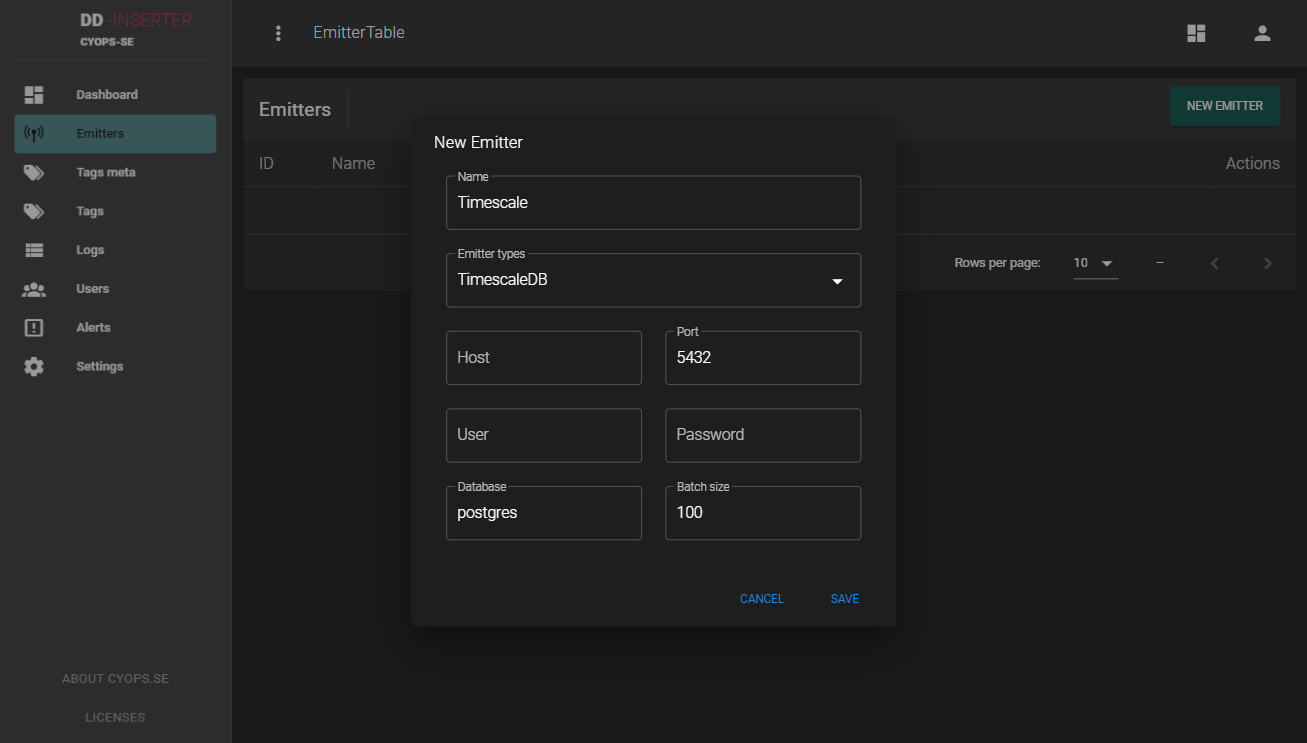 DD -INSERTER
CYOPS-SE
Dashboard
Emitters
Tags meta
Tags
Logs
Users
Alerts
Settings
ABOUT CYOPS.SE
LICENSES
EmitterTable
Emitters
NEW EMITTER
ID Name Actions
Rows per page: 10 –
New Emitter
Name
Timescale
Emitter types
TimescaleDB
Host
Port
5432
User
Password
Database
postgres
Batch size
100
CANCEL SAVE